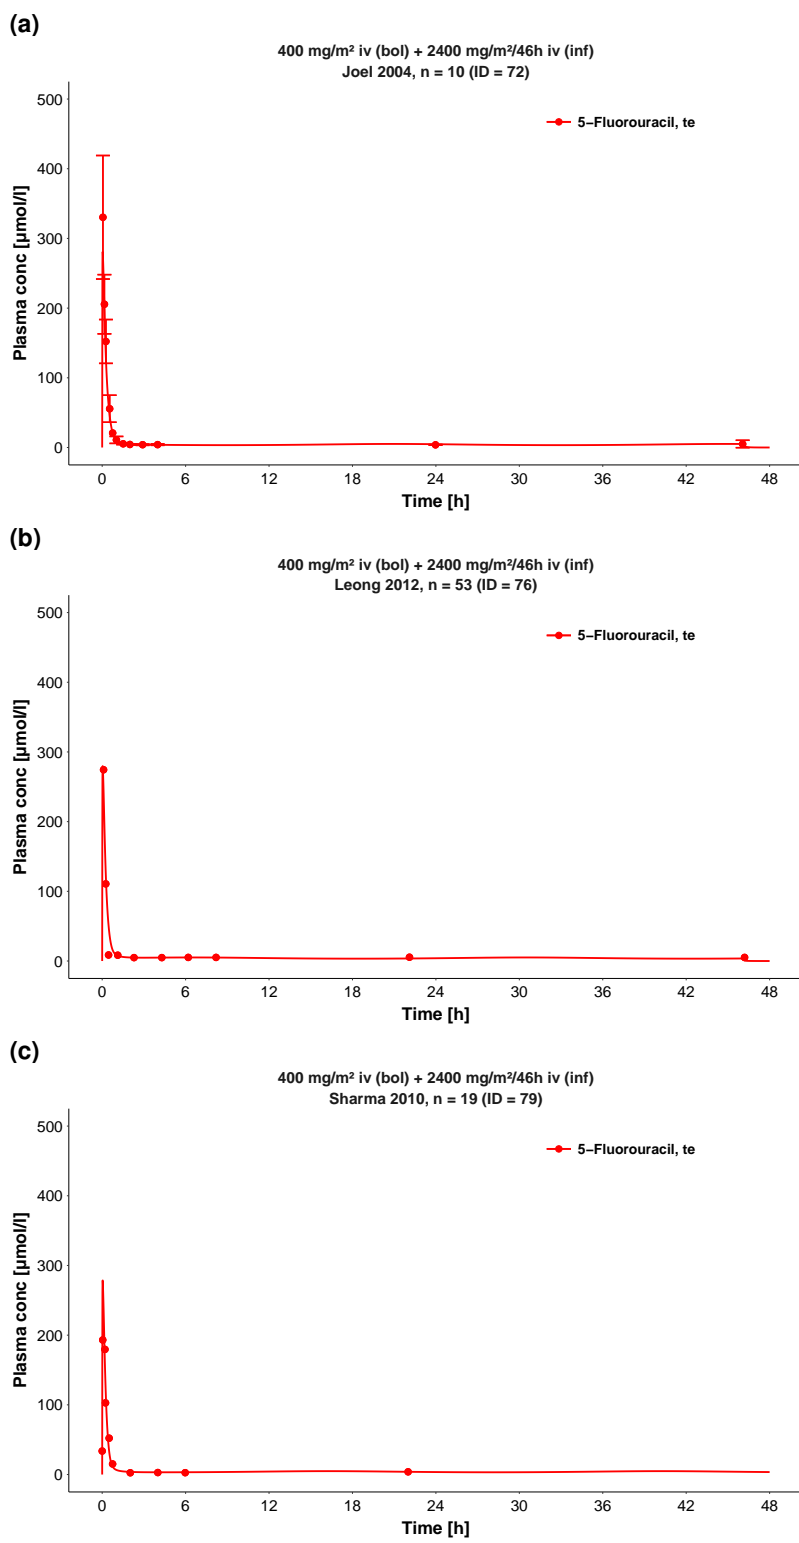 (a)
400 mg/m² iv (bol) + 2400 mg/m²/46h iv (inf)
Joel 2004, n = 10 (ID = 72)
5−Fluorouracil, te
Plasma conc [µmol/l]
500
400
300
200
100
0
0 6 12 18 24 30 36 42 48
Time [h]
(b)
400 mg/m² iv (bol) + 2400 mg/m²/46h iv (inf)
Leong 2012, n = 53 (ID = 76)
5−Fluorouracil, te
Plasma conc [µmol/l]
500
400
300
200
100
0
0 6 12 18 24 30 36 42 48
Time [h]
(c)
400 mg/m² iv (bol) + 2400 mg/m²/46h iv (inf)
Sharma 2010, n = 19 (ID = 79)
5−Fluorouracil, te
Plasma conc [µmol/l]
500
400
300
200
100
0
0 6 12 18 24 30 36 42 48
Time [h]